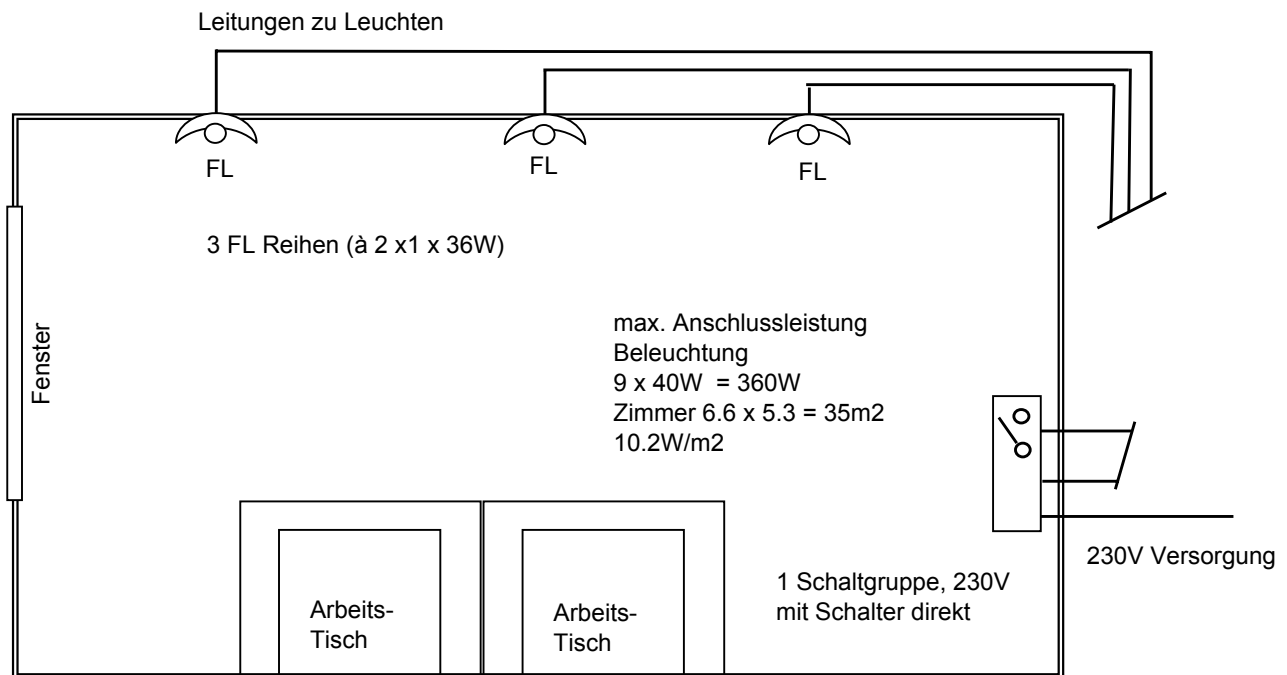 Leitungen zu Leuchten
FL
FL
FL
3 FL Reihen (à 2 x1 x 36W)
Fenster
max. Anschlussleistung
Beleuchtung
9 x 40W  = 360W
Zimmer 6.6 x 5.3 = 35m2
10.2W/m2
230V Versorgung
1 Schaltgruppe, 230V
mit Schalter direkt
Arbeits-
Tisch
Arbeits-
Tisch